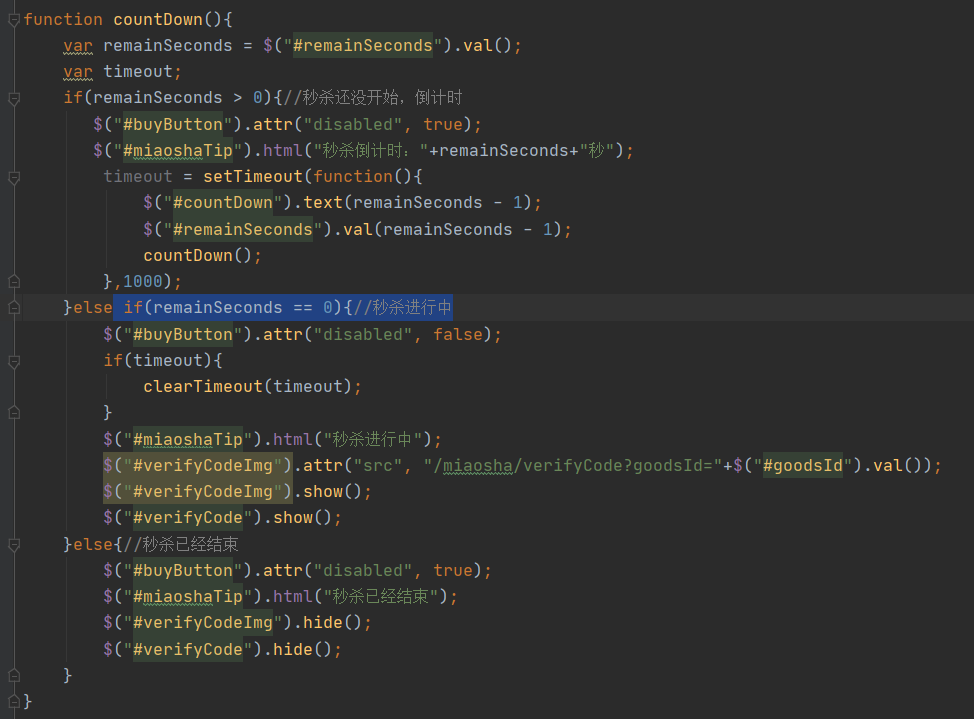 function countDown(){
    var remainSeconds = $("#remainSeconds").val();
    var timeout;
    if(remainSeconds > 0){//秒杀还没开始，倒计时
       $("#buyButton").attr("disabled", true);
       $("#miaoshaTip").html("秒杀倒计时："+remainSeconds+"秒");
        timeout = setTimeout(function(){
            $("#countDown").text(remainSeconds - 1);
            $("#remainSeconds").val(remainSeconds - 1);
            countDown();
        },1000);
    }else if(remainSeconds == 0){//秒杀进行中
        $("#buyButton").attr("disabled", false);
        if(timeout){
            clearTimeout(timeout);
        }
        $("#miaoshaTip").html("秒杀进行中");
        $("#verifyCodeImg").attr("src", "/miaosha/verifyCode?goodsId="+$("#goodsId").val());
        $("#verifyCodeImg").show();
        $("#verifyCode").show();
    }else{//秒杀已经结束
        $("#buyButton").attr("disabled", true);
        $("#miaoshaTip").html("秒杀已经结束");
        $("#verifyCodeImg").hide();
        $("#verifyCode").hide();
    }
}